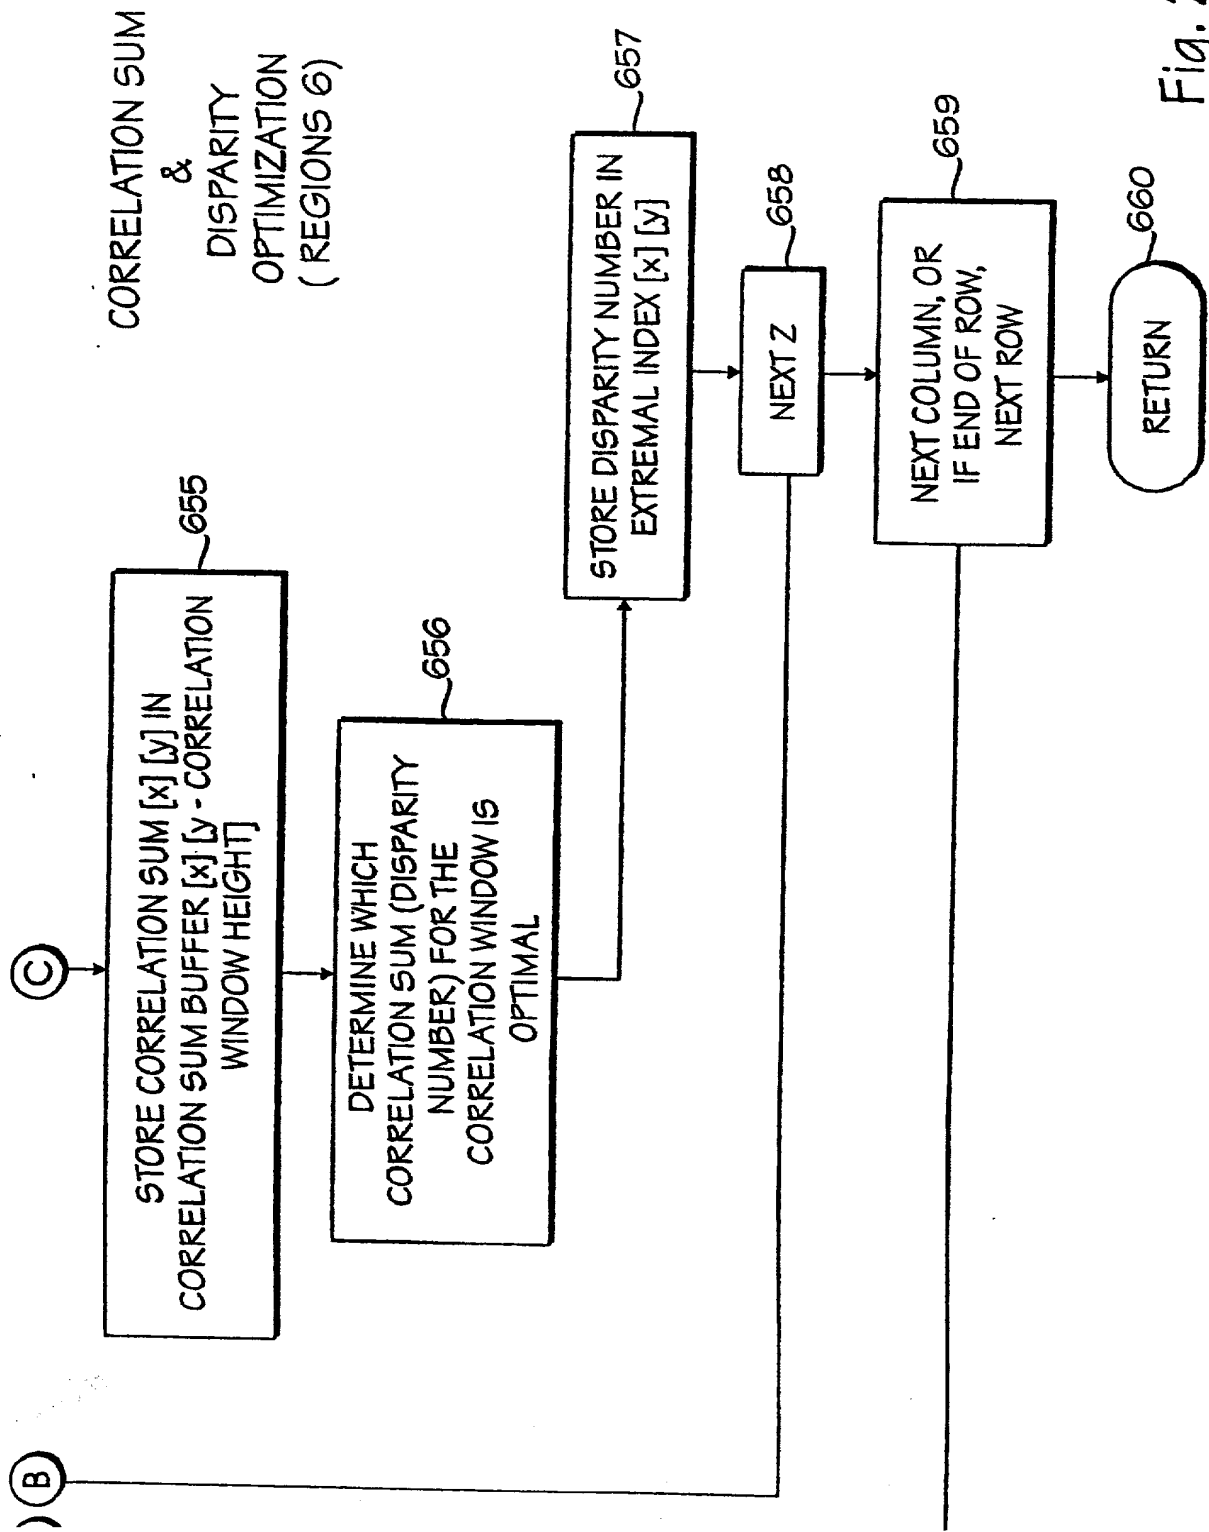 CORRELATION SUM
&
DISPARITY
OPTIMIZATION
( REGIONS 6)
B
C
STORE CORRELATION SUM [x] [y] IN
CORRELATION SUM BUFFER [x] [y - CORRELATION
WINDOW HEIGHT]
655
DETERMINE WHICH
CORRELATION SUM (DISPARITY
NUMBER) FOR THE
CORRELATION WINDOW IS
OPTIMAL
656
STORE DISPARITY NUMBER IN
EXTREMAL INDEX [x] [y]
657
NEXT Z
658
NEXT COLUMN, OR
IF END OF ROW,
NEXT ROW
659
RETURN
660
Fig.